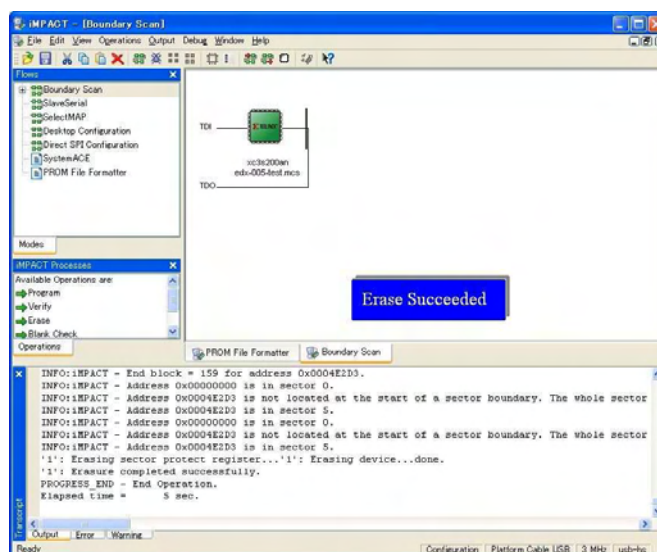 iMPACT - [Boundary Scan]
File Edit View Operations Output Debug Window Help
Flows
Boundary Scan
SlaveSerial
SelectMAP
Desktop Configuration
Direct SPI Configuration
SystemACE
PROM File Formatter
Modes
iMPACT Processes
Available Operations are:
Program
Verify
Erase
Blank Check
Operations
TDI
XILINX
xc3s200an
edx-005-test.mcs
TDO
Erase Succeeded
PROM File Formatter
Boundary Scan
INFO:iMPACT - End block = 159 for address 0x0004E2D3.
INFO:iMPACT - Address 0x00000000 is in sector 0.
INFO:iMPACT - Address 0x0004E2D3 is not located at the start of a sector boundary. The whole sector
INFO:iMPACT - Address 0x0004E2D3 is in sector 5.
INFO:iMPACT - Address 0x00000000 is in sector 0.
INFO:iMPACT - Address 0x0004E2D3 is not located at the start of a sector boundary. The whole sector
INFO:iMPACT - Address 0x0004E2D3 is in sector 5.
'1': Erasing sector protect register...'1': Erasing device...done.
'1': Erasure completed successfully.
PROGRESS_END - End Operation.
Elapsed time =      5 sec.
Transcript
Output Error Warning
Ready
Configuration Platform Cable USB 3 MHz usb-hs